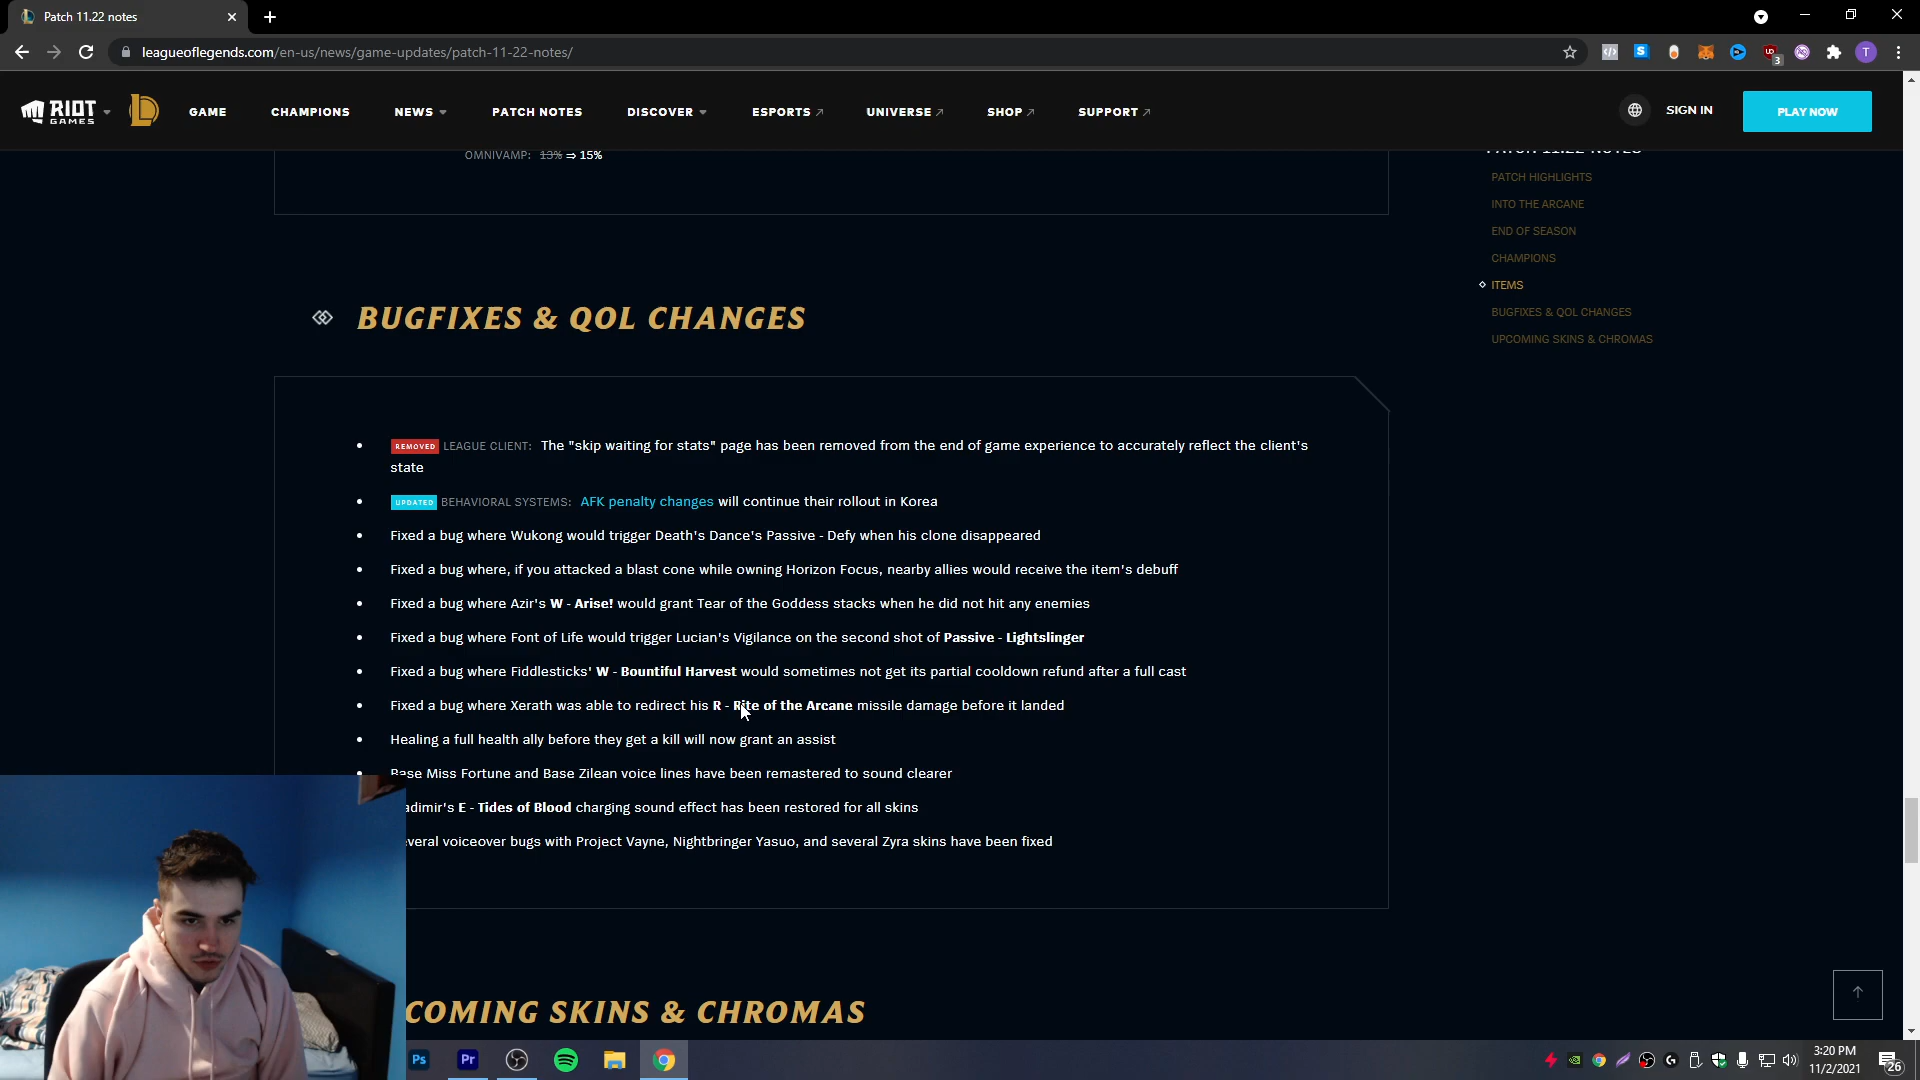 Patch 11.22 notes
leagueoflegends.com/en-us/news/game-updates/patch-11-22-notes/
3
T
RIOT GAMES
GAME
CHAMPIONS
NEWS
PATCH NOTES
DISCOVER
ESPORTS
UNIVERSE
SHOP
SUPPORT
SIGN IN
PLAY NOW
OMNIVAMP: 13% ⇒ 15%
PATCH 11.22 NOTES
PATCH HIGHLIGHTS
INTO THE ARCANE
END OF SEASON
CHAMPIONS
ITEMS
BUGFIXES & QOL CHANGES
UPCOMING SKINS & CHROMAS
BUGFIXES & QOL CHANGES
REMOVED LEAGUE CLIENT: The "skip waiting for stats" page has been removed from the end of game experience to accurately reflect the client's
state
UPDATED BEHAVIORAL SYSTEMS: AFK penalty changes will continue their rollout in Korea
Fixed a bug where Wukong would trigger Death's Dance's Passive - Defy when his clone disappeared
Fixed a bug where, if you attacked a blast cone while owning Horizon Focus, nearby allies would receive the item's debuff
Fixed a bug where Azir's W - Arise! would grant Tear of the Goddess stacks when he did not hit any enemies
Fixed a bug where Font of Life would trigger Lucian's Vigilance on the second shot of Passive - Lightslinger
Fixed a bug where Fiddlesticks' W - Bountiful Harvest would sometimes not get its partial cooldown refund after a full cast
Fixed a bug where Xerath was able to redirect his R - Rite of the Arcane missile damage before it landed
Healing a full health ally before they get a kill will now grant an assist
Base Miss Fortune and Base Zilean voice lines have been remastered to sound clearer
adimir's E - Tides of Blood charging sound effect has been restored for all skins
everal voiceover bugs with Project Vayne, Nightbringer Yasuo, and several Zyra skins have been fixed
COMING SKINS & CHROMAS
Ps
Pr
3:20 PM
11/2/2021
26